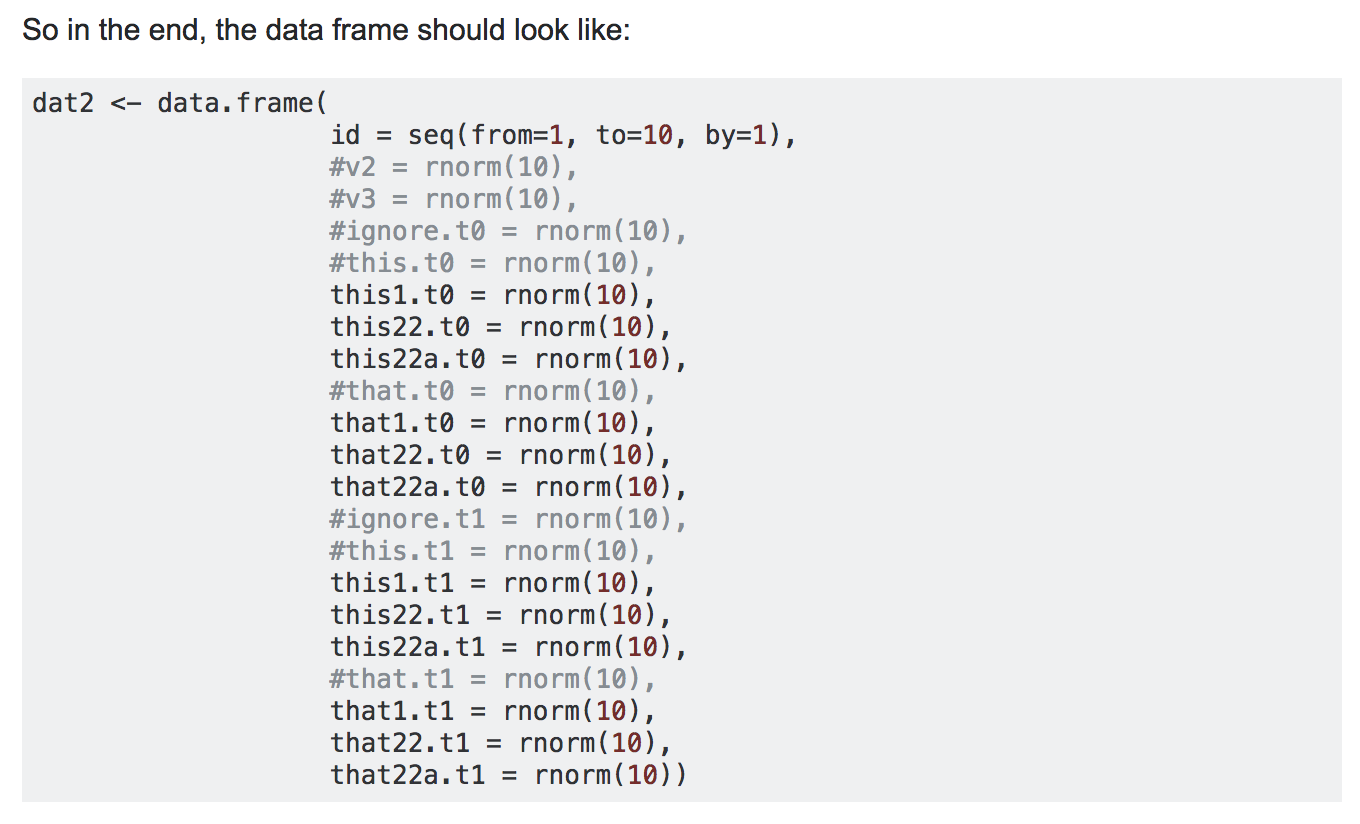 So in the end, the data frame should look like:
dat2 <- data.frame(
id = seq(from=1, to=10, by=1),
#v2 = rnorm(10),
#v3 = rnorm(10),
#ignore.t0 = rnorm(10),
#this.t0 = rnorm(10),
this1.t0 = rnorm(10),
this22.t0 = rnorm(10),
this22a.t0 = rnorm(10),
#that.t0 = rnorm(10),
that1.t0 = rnorm(10),
that22.t0 = rnorm(10),
that22a.t0 = rnorm(10),
#ignore.t1 = rnorm(10),
#this.t1 = rnorm(10),
this1.t1 = rnorm(10),
this22.t1 = rnorm(10),
this22a.t1 = rnorm(10),
#that.t1 = rnorm(10),
that1.t1 = rnorm(10),
that22.t1 = rnorm(10),
that22a.t1 = rnorm(10))